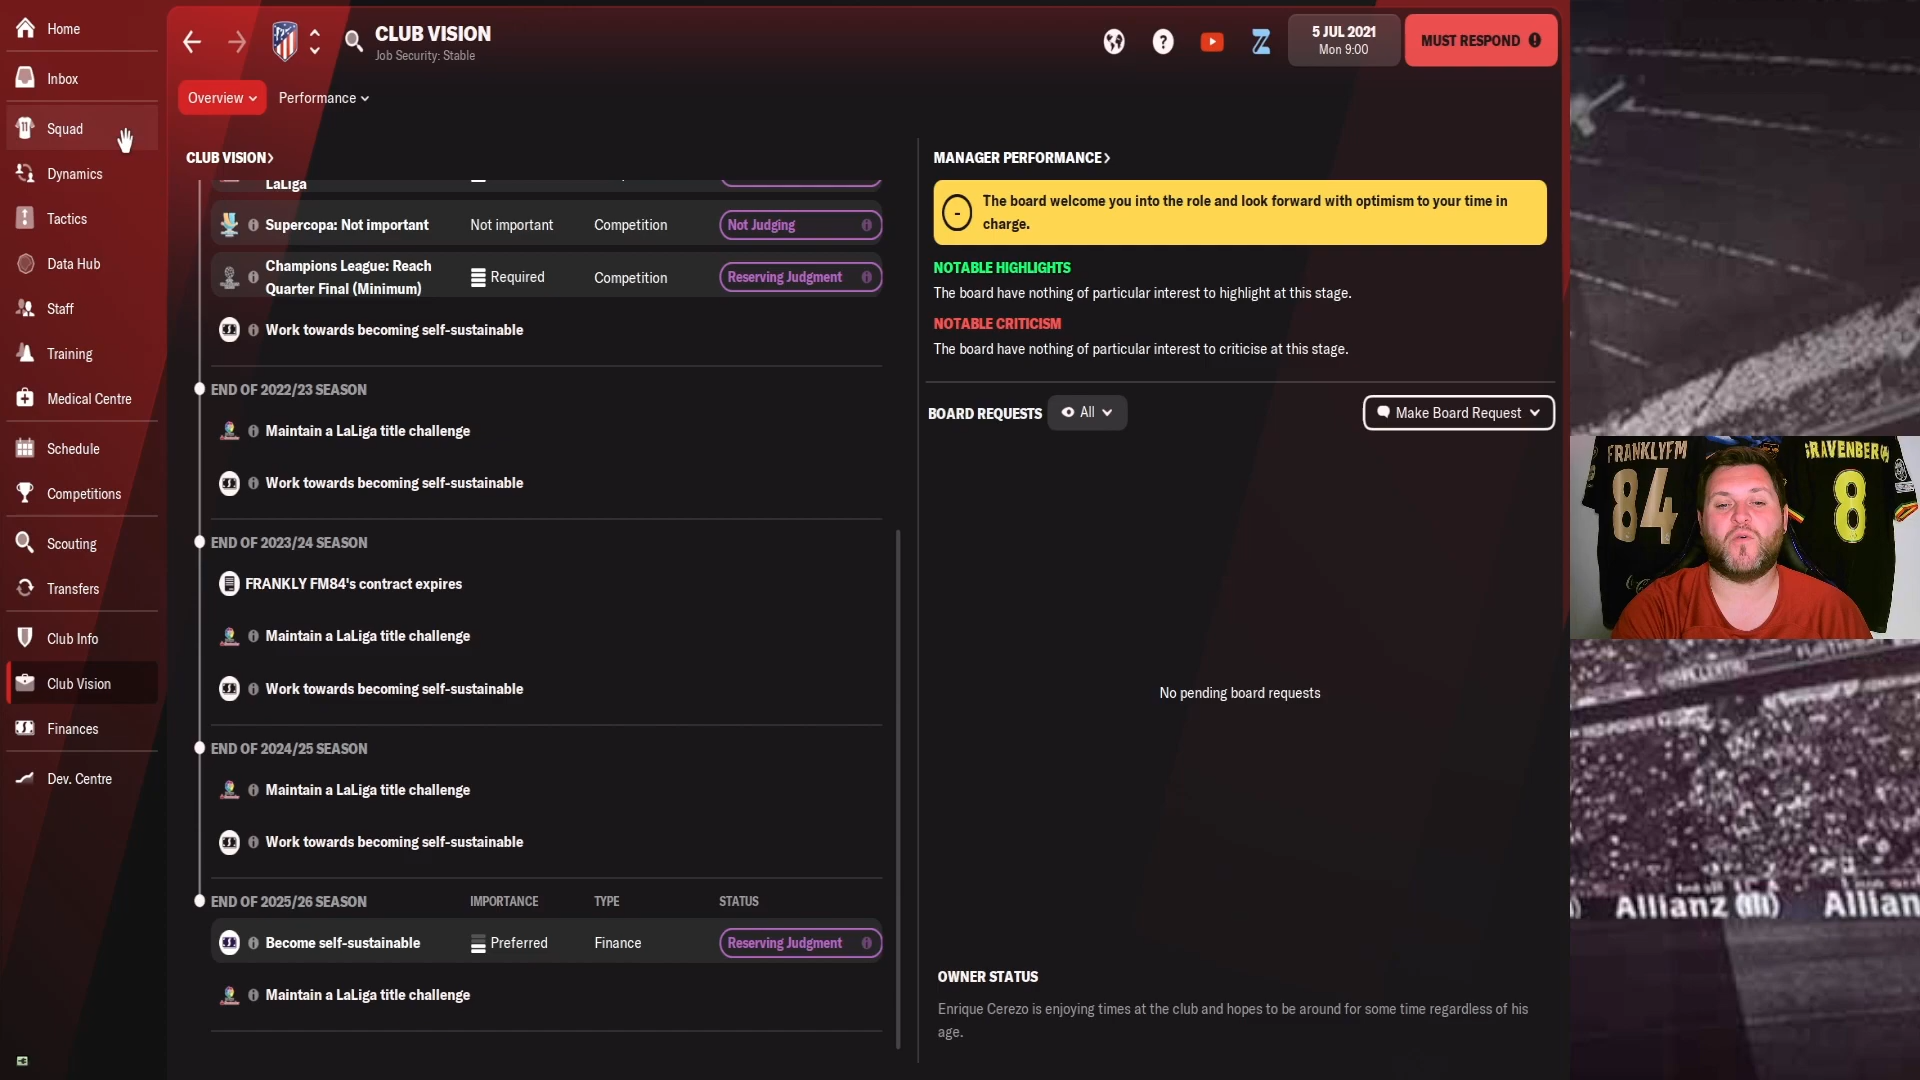 Home
Inbox
Squad
Dynamics
Tactics
Data Hub
Staff
Training
Medical Centre
Schedule
Competitions
Scouting
Transfers
Club Info
Club Vision
Finances
Dev. Centre
CLUB VISION
Job Security: Stable
5 JUL 2021
Mon 9:00
MUST RESPOND
Overview
Performance
CLUB VISION>
LaLiga
Supercopa: Not important Not important Competition Not Judging
Champions League: Reach
Quarter Final (Minimum) Required Competition Reserving Judgment
Work towards becoming self-sustainable
END OF 2022/23 SEASON
Maintain a LaLiga title challenge
Work towards becoming self-sustainable
END OF 2023/24 SEASON
FRANKLY FM84's contract expires
Maintain a LaLiga title challenge
Work towards becoming self-sustainable
END OF 2024/25 SEASON
Maintain a LaLiga title challenge
Work towards becoming self-sustainable
END OF 2025/26 SEASON IMPORTANCE TYPE STATUS
Become self-sustainable Preferred Finance Reserving Judgment
Maintain a LaLiga title challenge
MANAGER PERFORMANCE>
The board welcome you into the role and look forward with optimism to your time in
charge.
NOTABLE HIGHLIGHTS
The board have nothing of particular interest to highlight at this stage.
NOTABLE CRITICISM
The board have nothing of particular interest to criticise at this stage.
BOARD REQUESTS All Make Board Request
No pending board requests
OWNER STATUS
Enrique Cerezo is enjoying times at the club and hopes to be around for some time regardless of his
age.
FRANKLYFM
84
RAVENBER
8
Allianz Allian